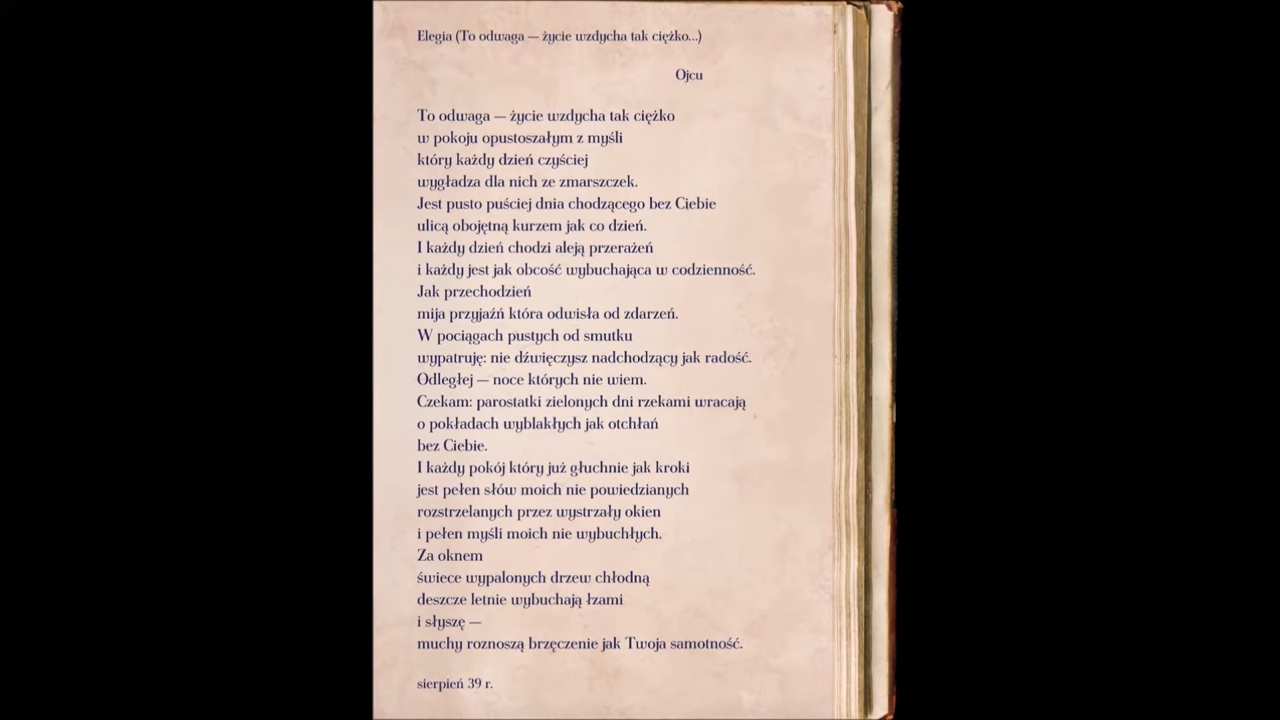 Elegia (To odwaga — życie wzdycha tak ciężko...)
Ojcu
To odwaga — życie wzdycha tak ciężko
w pokoju opustoszałym z myśli
który każdy dzień czyściej
wygładza dla nich ze zmarszczek.
Jest pusto puściej dnia chodzącego bez Ciebie
ulicą obojętną kurzem jak co dzień.
I każdy dzień chodzi aleją przerażeń
i każdy jest jak obcość wybuchająca w codzienność.
Jak przechodzień
mija przyjaźń która odwisła od zdarzeń.
W pociągach pustych od smutku
wypatruję: nie dźwięczysz nadchodzący jak radość.
Odległej — noce których nie wiem.
Czekam: parostatki zielonych dni rzekami wracają
o pokładach wyblakłych jak otchłań
bez Ciebie.
I każdy pokój który już głuchnie jak kroki
jest pełen słów moich nie powiedzianych
rozstrzelanych przez wystrzały okien
i pełen myśli moich nie wybuchłych.
Za oknem
świece wypalonych drzew chłodną
deszcze letnie wybuchają łzami
i słyszę —
muchy roznoszą brzęczenie jak Twoja samotność.
sierpień 39 r.